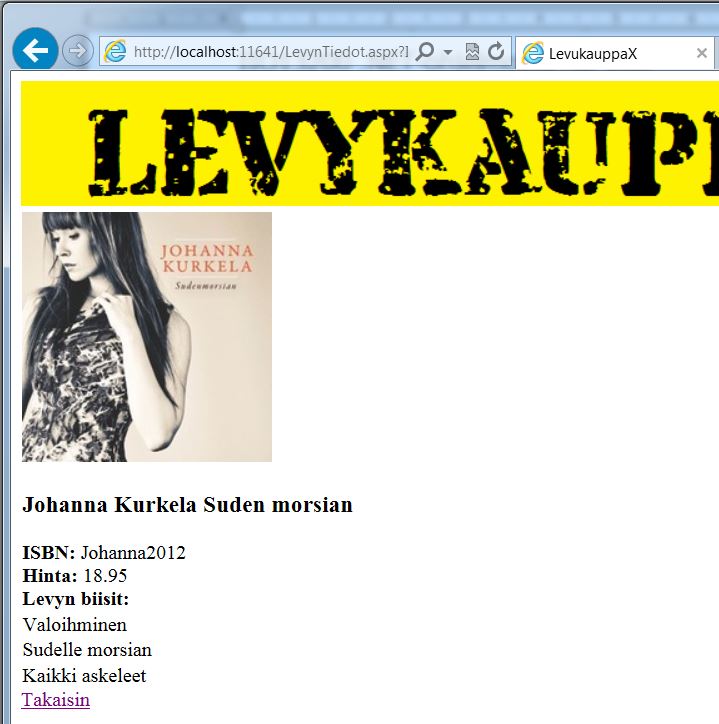 http://localhost:11641/LevynTiedot.aspx?I
LevukauppaX
LEVYKAUPP
JOHANNA
KURKELA
Sudenmorsian
Johanna Kurkela Suden morsian
ISBN: Johanna2012
Hinta: 18.95
Levyn biisit:
Valoihminen
Sudelle morsian
Kaikki askeleet
Takaisin